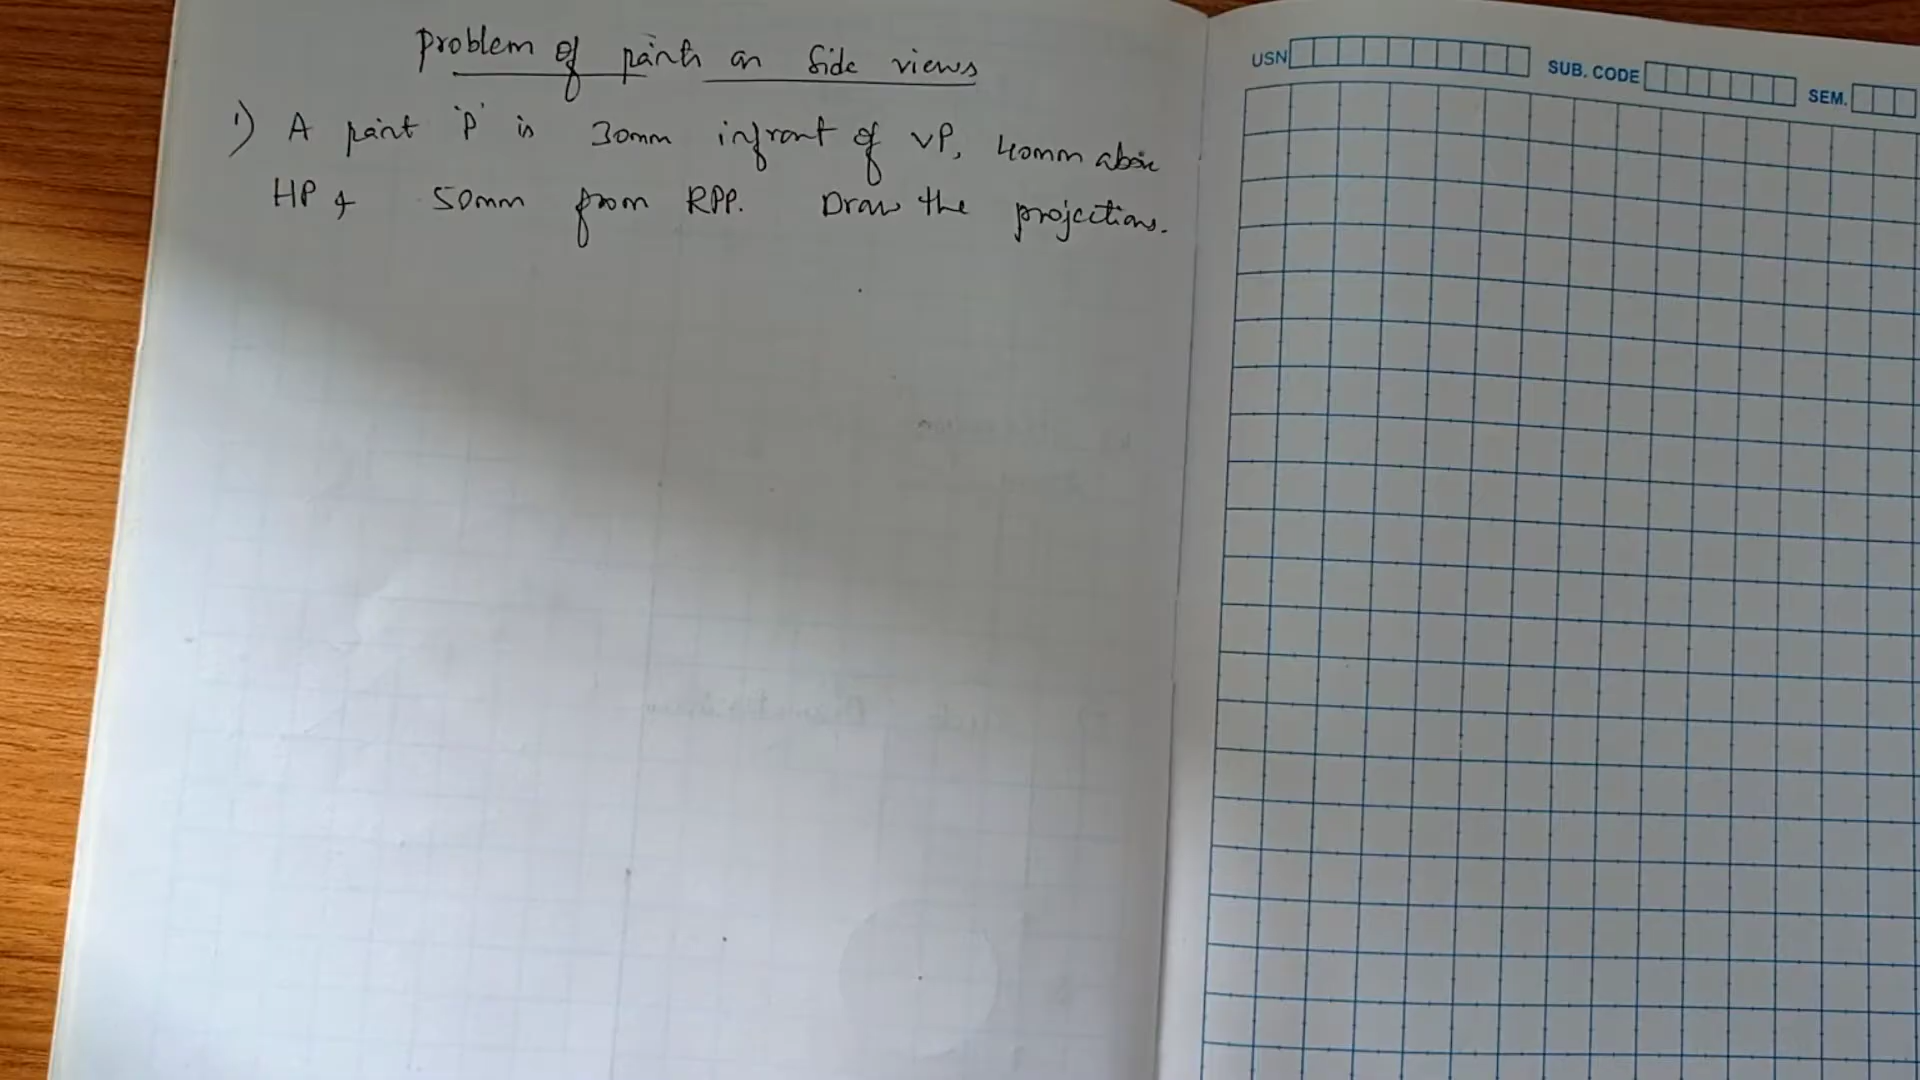 Problem of points on Side views
1) A point 'P' is 30mm infront of VP, 40mm above
HP & 50mm from RPP. Draw the projections.
USN
SUB. CODE
SEM.